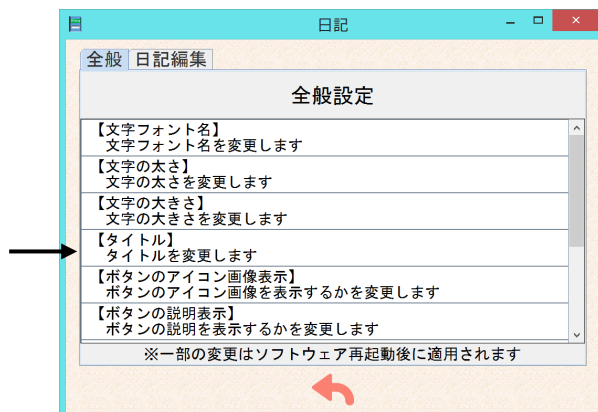 日記
全般 日記編集
全般設定
【文字フォント名】
文字フォント名を変更します
【文字の太さ】
文字の太さを変更します
【文字の大きさ】
文字の大きさを変更します
【タイトル】
タイトルを変更します
【ボタンのアイコン画像表示】
ボタンのアイコン画像を表示するかを変更します
【ボタンの説明表示】
ボタンの説明を表示するかを変更します
※一部の変更はソフトウェア再起動後に適用されます